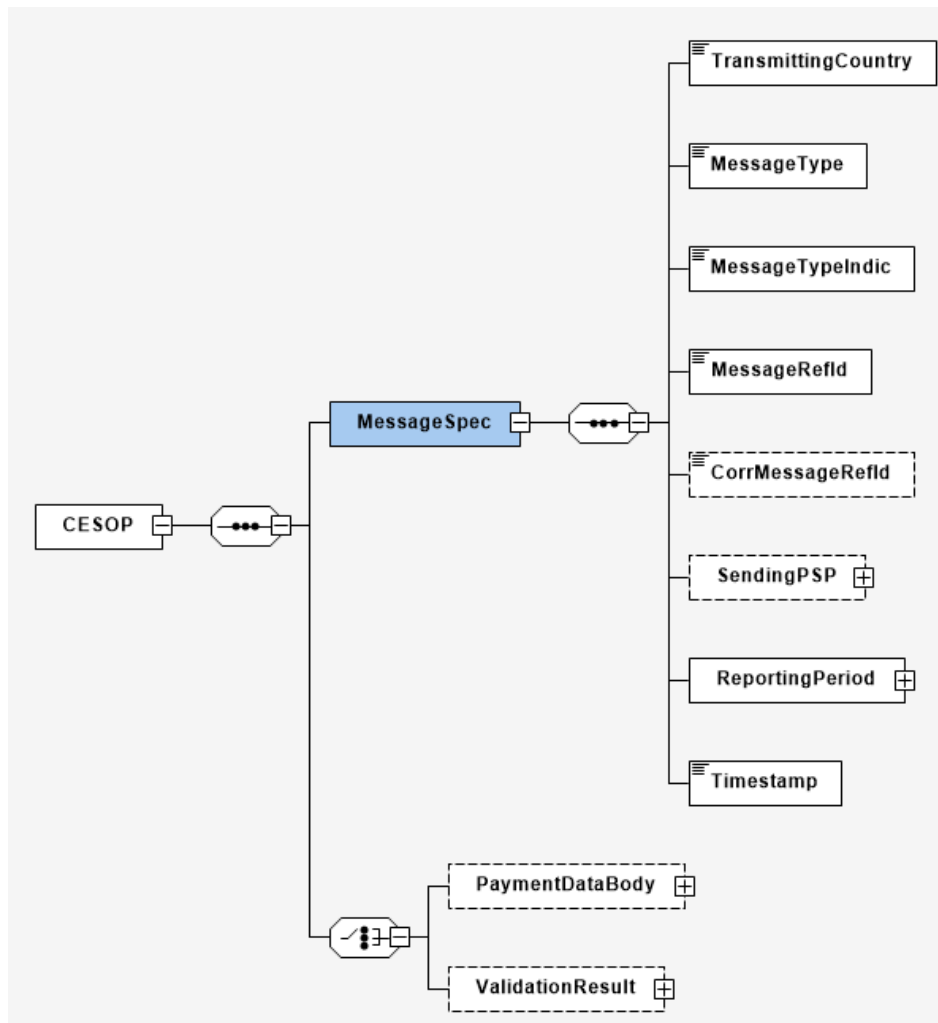 TransmittingCountry
MessageType
MessageTypeIndic
MessageRefId
MessageSpec
CorrMessageRefId
CESOP
SendingPSP
ReportingPeriod
Timestamp
PaymentDataBody
ValidationResult